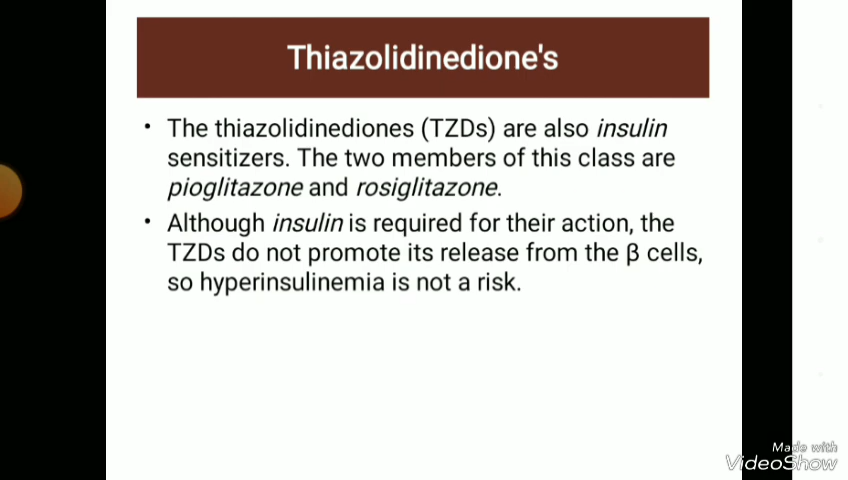 Thiazolidinedione's
• The thiazolidinediones (TZDs) are also insulin
sensitizers. The two members of this class are
pioglitazone and rosiglitazone.
• Although insulin is required for their action, the
TZDs do not promote its release from the β cells,
so hyperinsulinemia is not a risk.
Made with
VideoShow